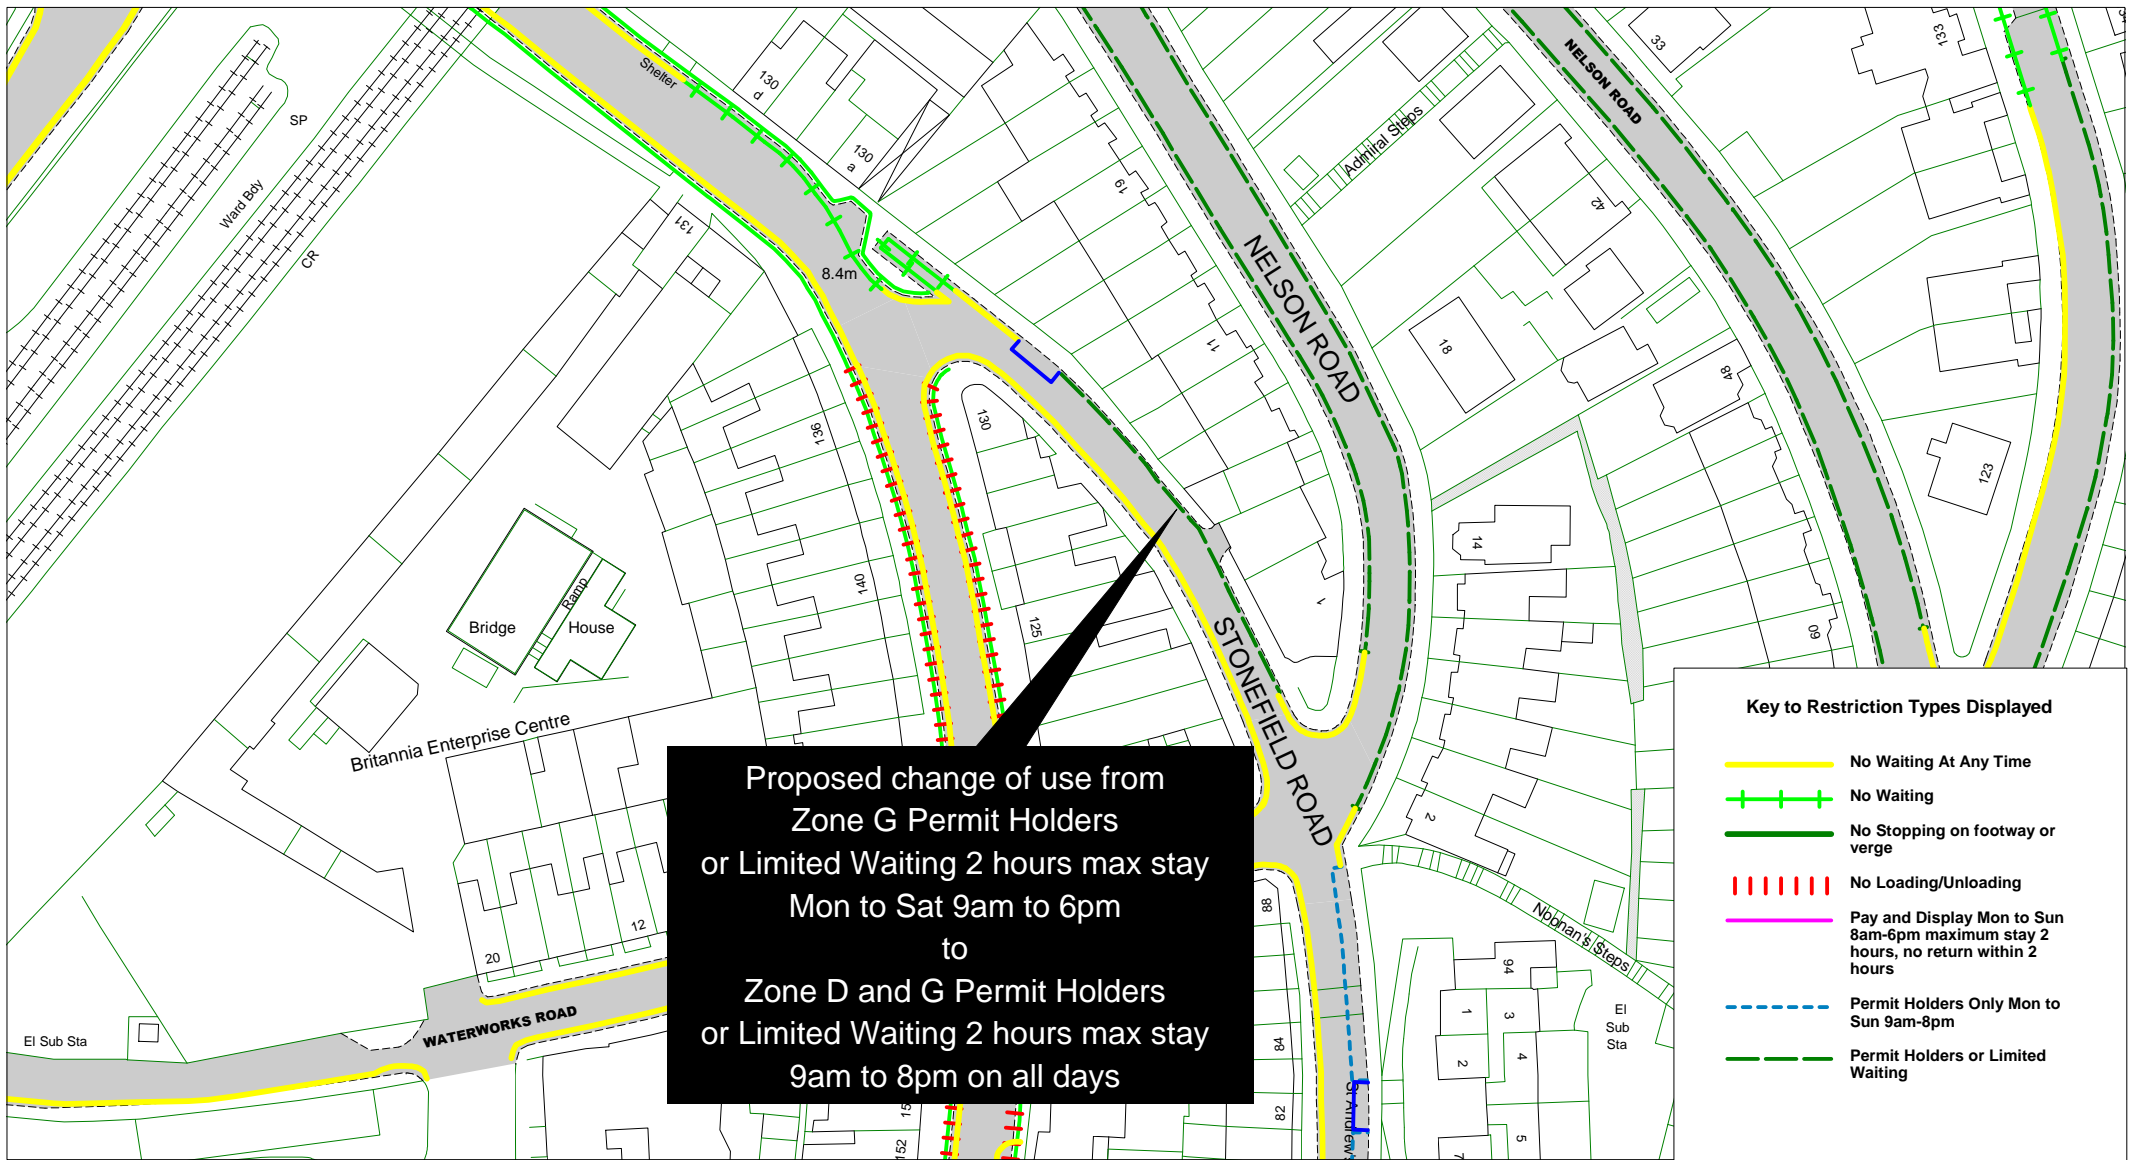 Shelter
130
d
130
a
SP
Ward Bdy
CR
131
8.4m
19
11
NELSON ROAD
Admiral Steps
33
NELSON ROAD
42
18
48
133
34
123
136
130
140
125
14
1
60
2
STONEFIELD ROAD
Bridge
Ramp
House
Britannia Enterprise Centre
20
12
WATERWORKS ROAD
El Sub Sta
Proposed change of use from
Zone G Permit Holders
or Limited Waiting 2 hours max stay
Mon to Sat 9am to 6pm
to
Zone D and G Permit Holders
or Limited Waiting 2 hours max stay
9am to 8pm on all days
152
88
84
82
St Andrew
Noonan's Steps
94
1
3
2
4
5
7
El
Sub
Sta
Key to Restriction Types Displayed
No Waiting At Any Time
No Waiting
No Stopping on footway or
verge
No Loading/Unloading
Pay and Display Mon to Sun
8am-6pm maximum stay 2
hours, no return within 2
hours
Permit Holders Only Mon to
Sun 9am-8pm
Permit Holders or Limited
Waiting